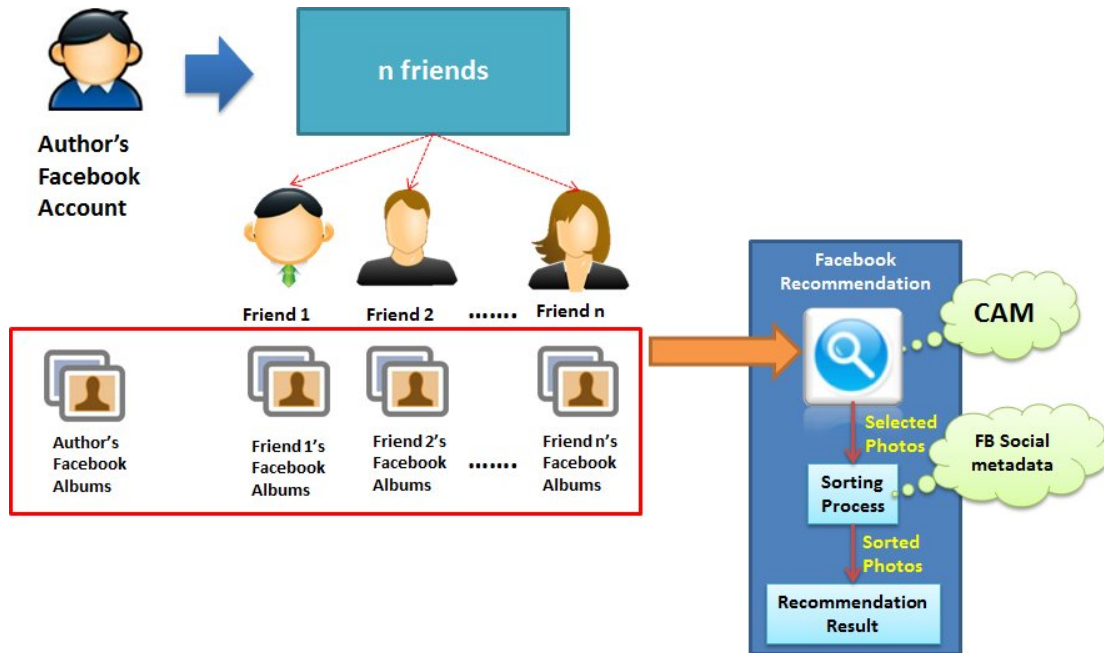 n friends
Author's
Facebook
Account
Friend 1
Friend 2
.......
Friend n
Author's
Facebook
Albums
Friend 1's
Facebook
Albums
Friend 2's
Facebook
Albums
.......
Friend n's
Facebook
Albums
Facebook
Recommendation
CAM
Selected
Photos
FB Social
metadata
Sorting
Process
Sorted
Photos
Recommendation
Result